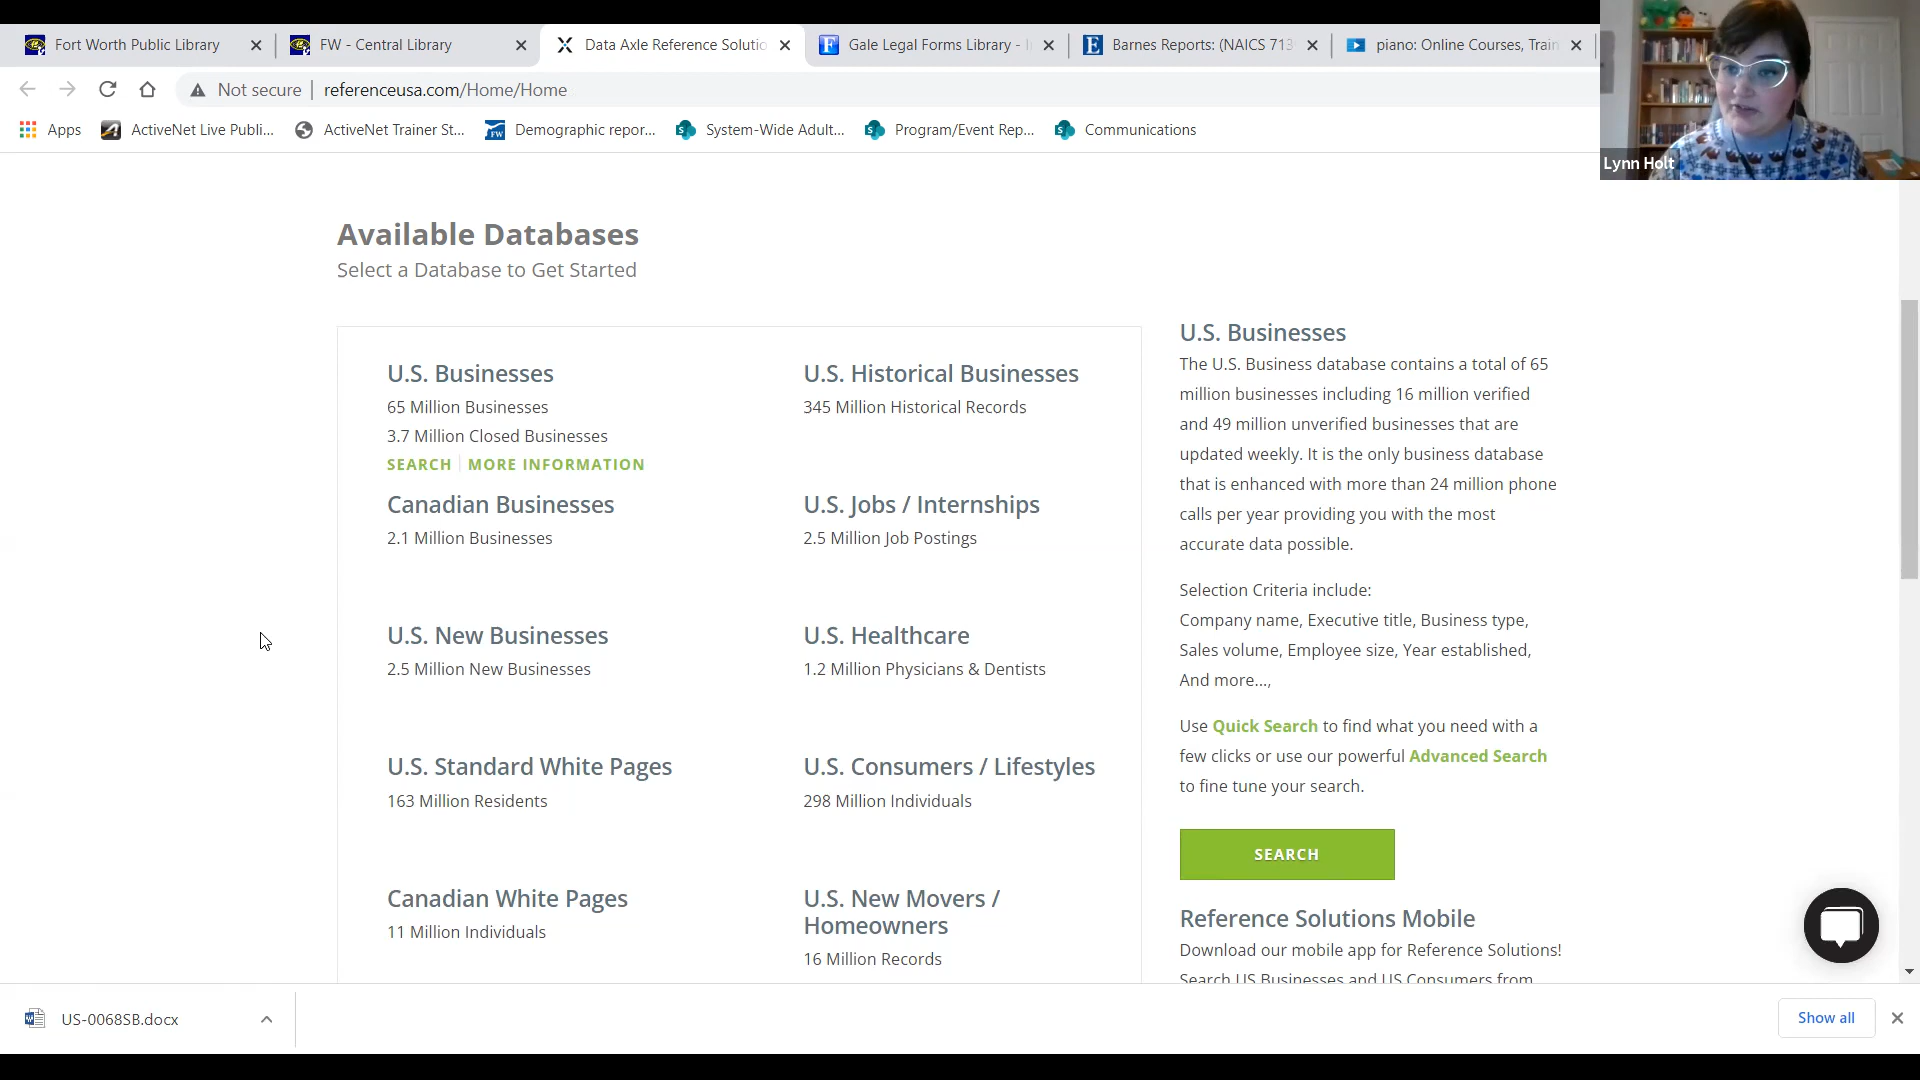 Fort Worth Public Library
FW - Central Library
Data Axle Reference Solutio
Gale Legal Forms Library - I
Barnes Reports: (NAICS 713
piano: Online Courses, Train
Not secure
referenceusa.com/Home/Home
Apps
ActiveNet Live Publi...
ActiveNet Trainer St...
Demographic repor...
System-Wide Adult...
Program/Event Rep...
Communications
Lynn Holt
Available Databases
Select a Database to Get Started
U.S. Businesses
65 Million Businesses
3.7 Million Closed Businesses
SEARCH | MORE INFORMATION
U.S. Historical Businesses
345 Million Historical Records
Canadian Businesses
2.1 Million Businesses
U.S. Jobs / Internships
2.5 Million Job Postings
U.S. New Businesses
2.5 Million New Businesses
U.S. Healthcare
1.2 Million Physicians & Dentists
U.S. Standard White Pages
163 Million Residents
U.S. Consumers / Lifestyles
298 Million Individuals
Canadian White Pages
11 Million Individuals
U.S. New Movers /
Homeowners
16 Million Records
U.S. Businesses
The U.S. Business database contains a total of 65
million businesses including 16 million verified
and 49 million unverified businesses that are
updated weekly. It is the only business database
that is enhanced with more than 24 million phone
calls per year providing you with the most
accurate data possible.
Selection Criteria include:
Company name, Executive title, Business type,
Sales volume, Employee size, Year established,
And more...,
Use Quick Search to find what you need with a
few clicks or use our powerful Advanced Search
to fine tune your search.
SEARCH
Reference Solutions Mobile
Download our mobile app for Reference Solutions!
Search US Businesses and US Consumers from
US-0068SB.docx
Show all